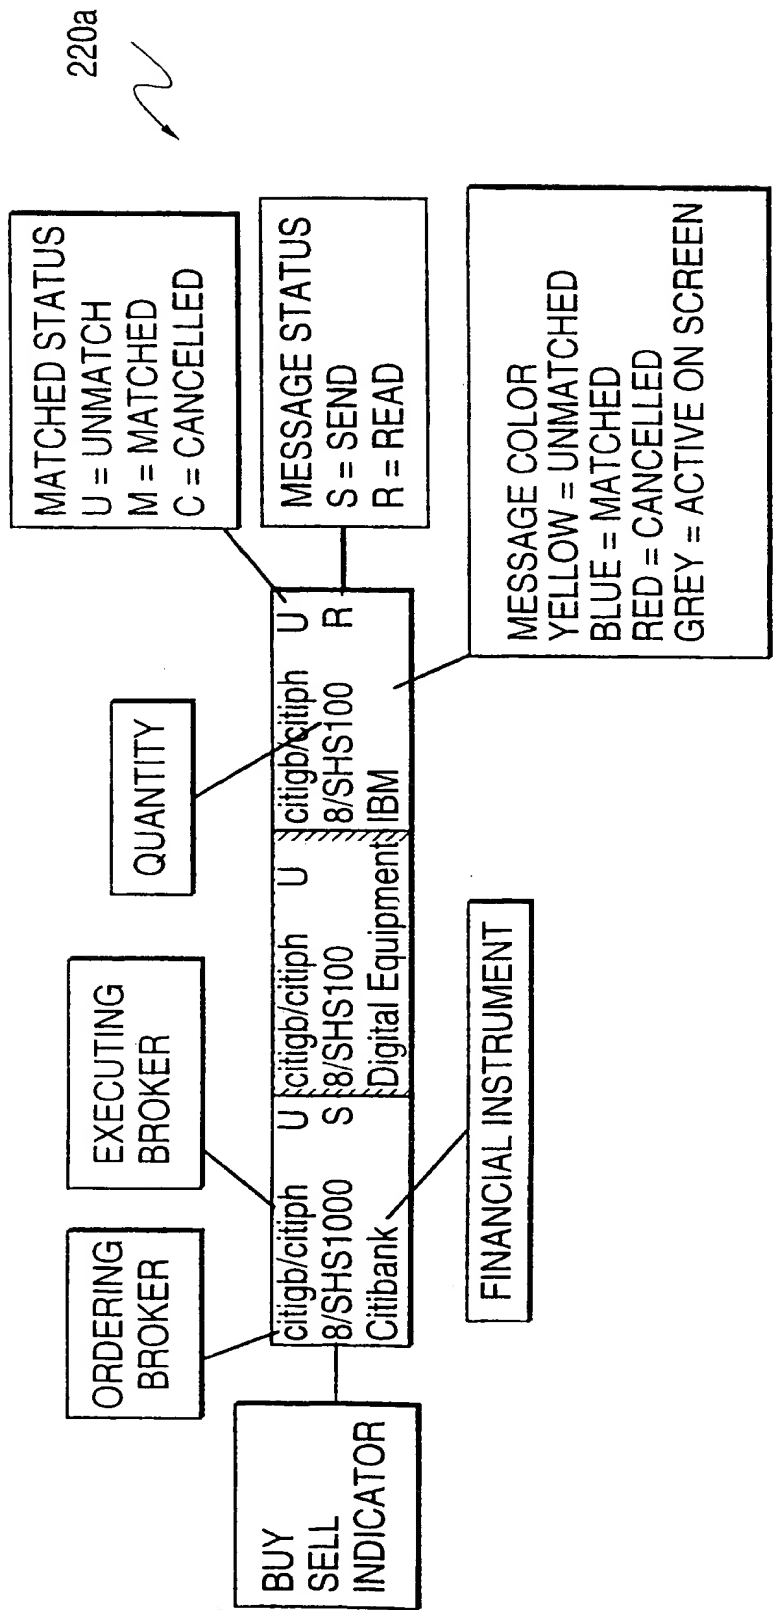 220a
ORDERING
BROKER
EXECUTING
BROKER
QUANTITY
MATCHED STATUS
U = UNMATCH
M = MATCHED
C = CANCELLED
BUY
SELL
INDICATOR
citigb/citiph U
8/SHS1000 S
Citibank
citigb/citiph U
8/SHS100
Digital Equipment
citigb/citiph U
8/SHS100 R
IBM
MESSAGE STATUS
S = SEND
R = READ
FINANCIAL INSTRUMENT
MESSAGE COLOR
YELLOW = UNMATCHED
BLUE = MATCHED
RED = CANCELLED
GREY = ACTIVE ON SCREEN